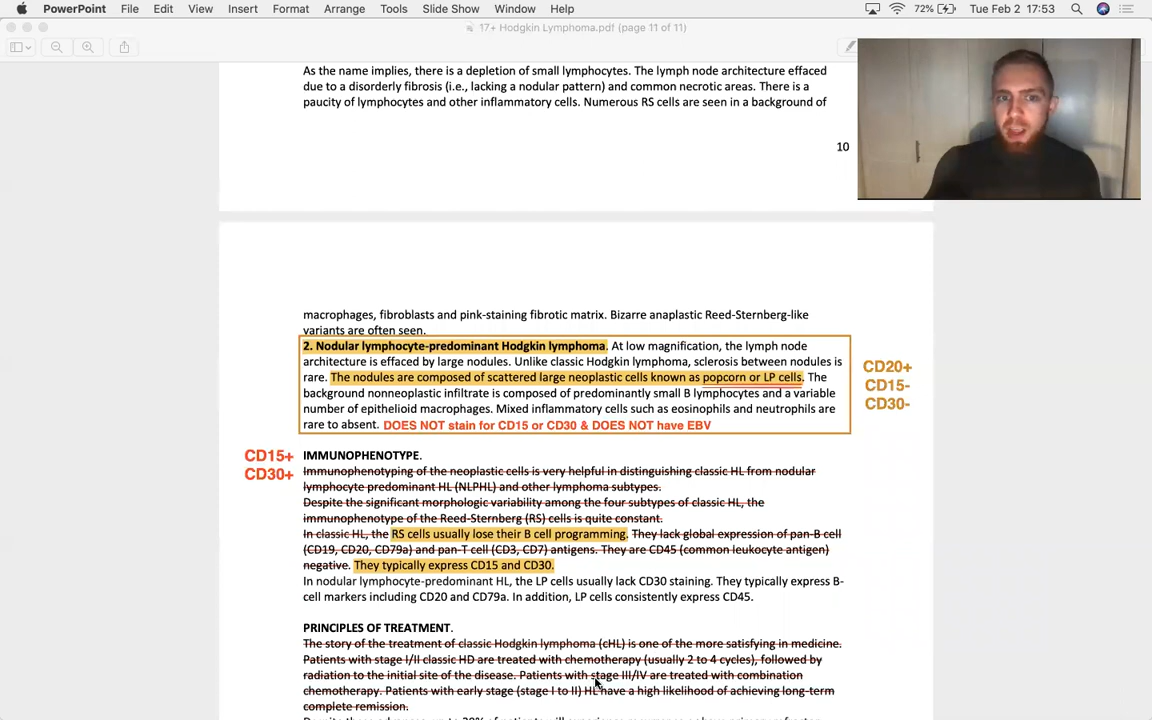 PowerPoint File Edit View Insert Format Arrange Tools Slide Show Window Help 72% Tue Feb 2 17:53
17+ Hodgkin Lymphoma.pdf (page 11 of 11)
As the name implies, there is a depletion of small lymphocytes. The lymph node architecture effaced
due to a disorderly fibrosis (i.e., lacking a nodular pattern) and common necrotic areas. There is a
paucity of lymphocytes and other inflammatory cells. Numerous RS cells are seen in a background of
10
macrophages, fibroblasts and pink-staining fibrotic matrix. Bizarre anaplastic Reed-Sternberg-like
variants are often seen.
2. Nodular lymphocyte-predominant Hodgkin lymphoma. At low magnification, the lymph node
architecture is effaced by large nodules. Unlike classic Hodgkin lymphoma, sclerosis between nodules is
rare. The nodules are composed of scattered large neoplastic cells known as popcorn or LP cells. The
background nonneoplastic infiltrate is composed of predominantly small B lymphocytes and a variable
number of epithelioid macrophages. Mixed inflammatory cells such as eosinophils and neutrophils are
rare to absent. DOES NOT stain for CD15 or CD30 & DOES NOT have EBV
CD20+
CD15-
CD30-
CD15+
CD30+
IMMUNOPHENOTYPE.
Immunophenotyping of the neoplastic cells is very helpful in distinguishing classic HL from nodular
lymphocyte predominant HL (NLPHL) and other lymphoma subtypes.
Despite the significant morphologic variability among the four subtypes of classic HL, the
immunophenotype of the Reed-Sternberg (RS) cells is quite constant.
In classic HL, the RS cells usually lose their B cell programming. They lack global expression of pan-B cell
(CD19, CD20, CD79a) and pan-T cell (CD3, CD7) antigens. They are CD45 (common leukocyte antigen)
negative. They typically express CD15 and CD30.
In nodular lymphocyte-predominant HL, the LP cells usually lack CD30 staining. They typically express B-
cell markers including CD20 and CD79a. In addition, LP cells consistently express CD45.
PRINCIPLES OF TREATMENT.
The story of the treatment of classic Hodgkin lymphoma (cHL) is one of the more satisfying in medicine.
Patients with stage I/II classic HD are treated with chemotherapy (usually 2 to 4 cycles), followed by
radiation to the initial site of the disease. Patients with stage III/IV are treated with combination
chemotherapy. Patients with early stage (stage I to II) HL have a high likelihood of achieving long-term
complete remission.